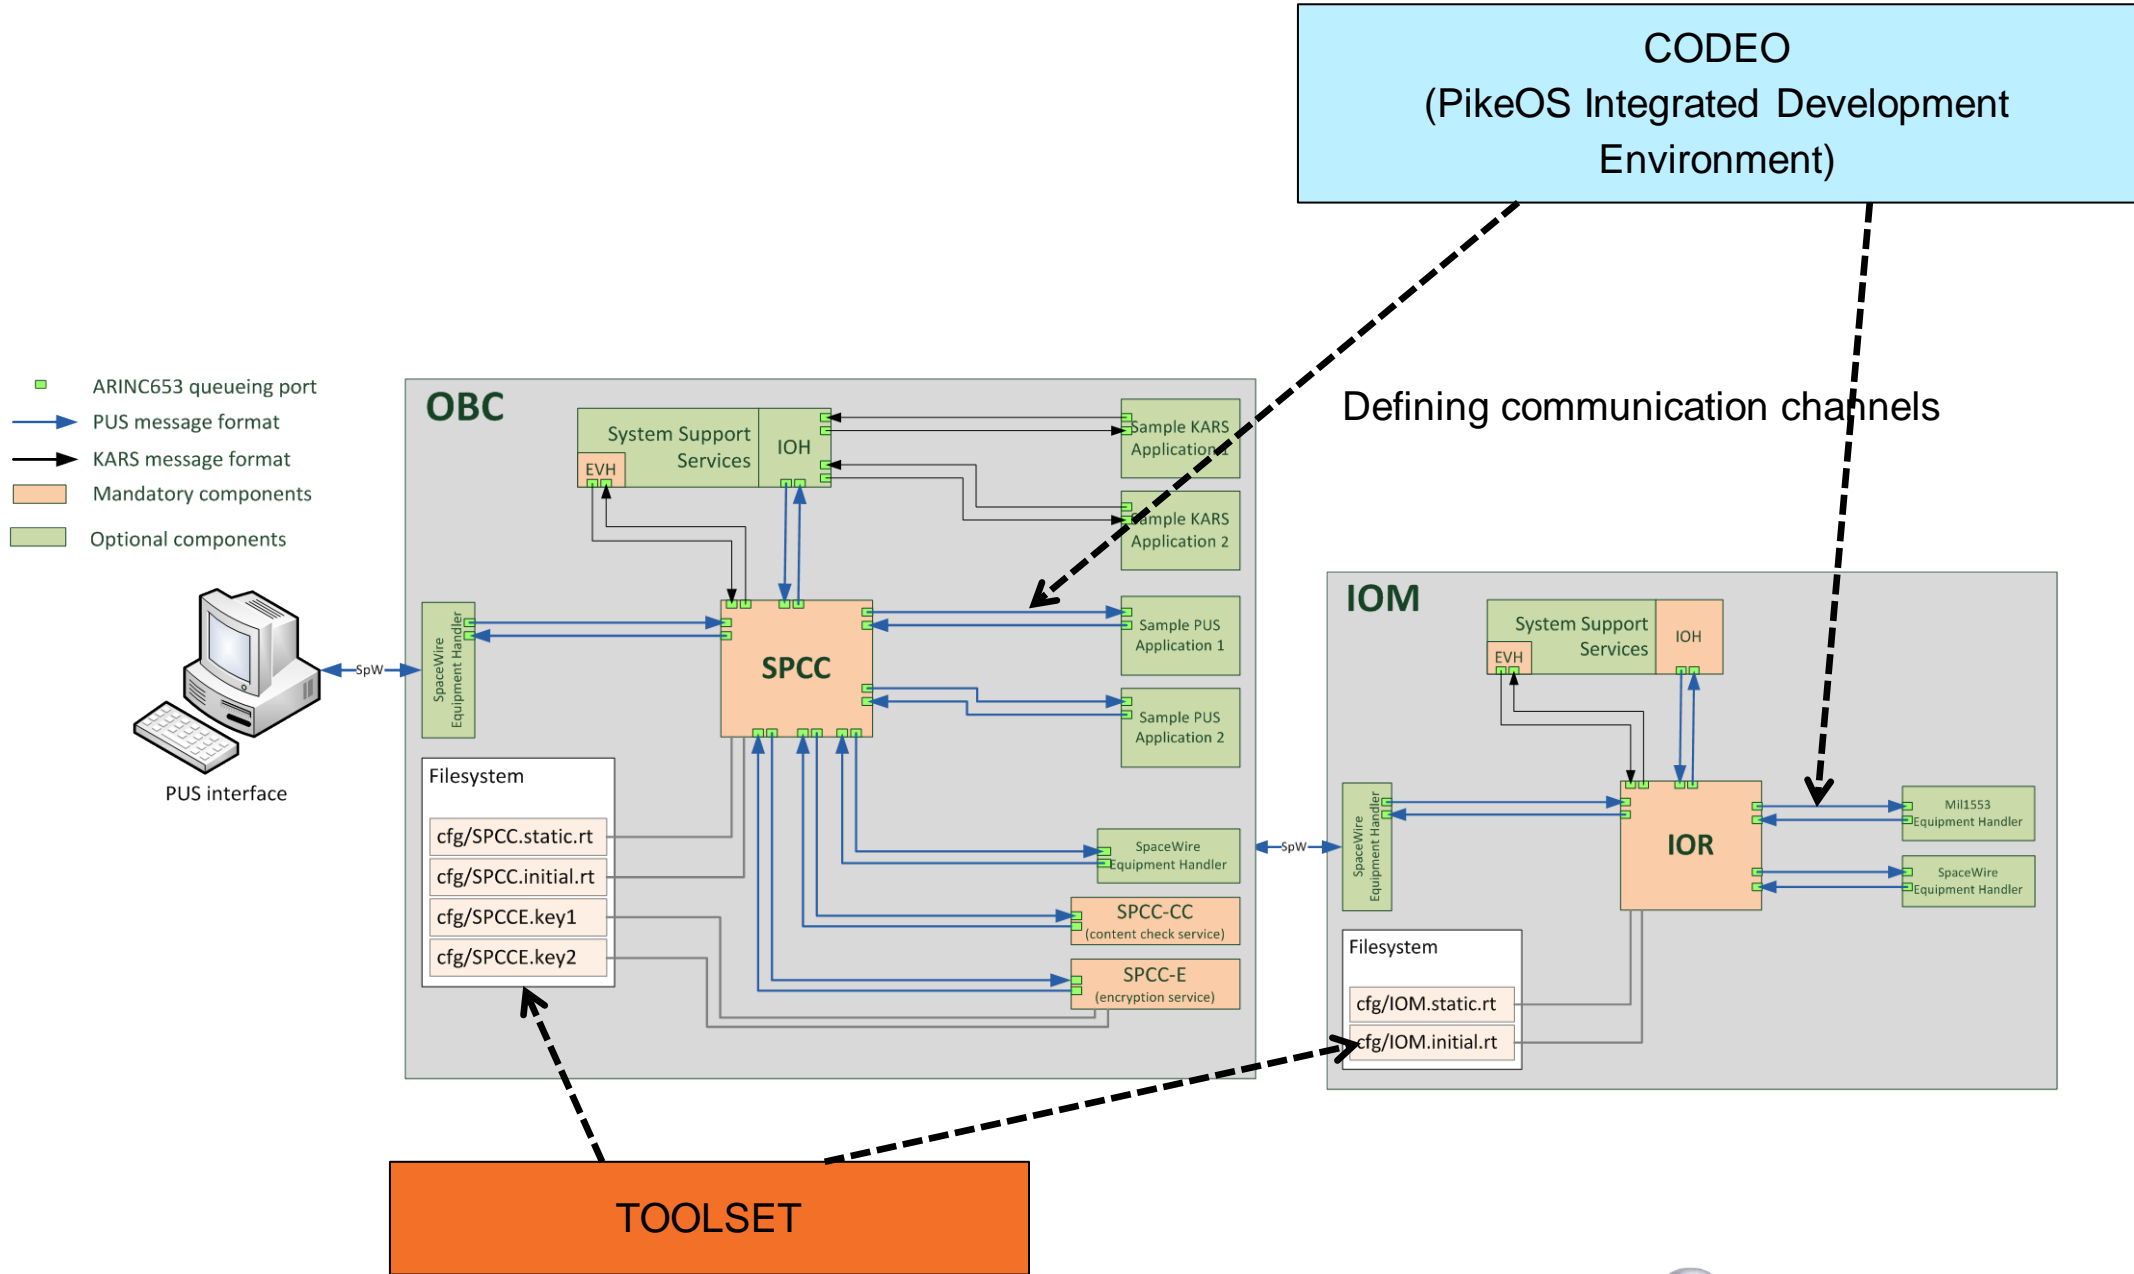 CODEO
(PikeOS Integrated Development
Environment)
Defining communication channels
ARINC653 queueing port
PUS message format
KARS message format
Mandatory components
Optional components
PUS interface
SpW
OBC
System Support
Services
IOH
EVH
Sample KARS
Application 1
Sample KARS
Application 2
SpaceWire
Equipment Handler
SPCC
Sample PUS
Application 1
Sample PUS
Application 2
Filesystem
cfg/SPCC.static.rt
cfg/SPCC.initial.rt
cfg/SPCCE.key1
cfg/SPCCE.key2
SpaceWire
Equipment Handler
SPCC-CC
(content check service)
SPCC-E
(encryption service)
SpW
IOM
System Support
Services
IOH
EVH
SpaceWire
Equipment Handler
IOR
Mil1553
Equipment Handler
SpaceWire
Equipment Handler
Filesystem
cfg/IOM.static.rt
cfg/IOM.initial.rt
TOOLSET